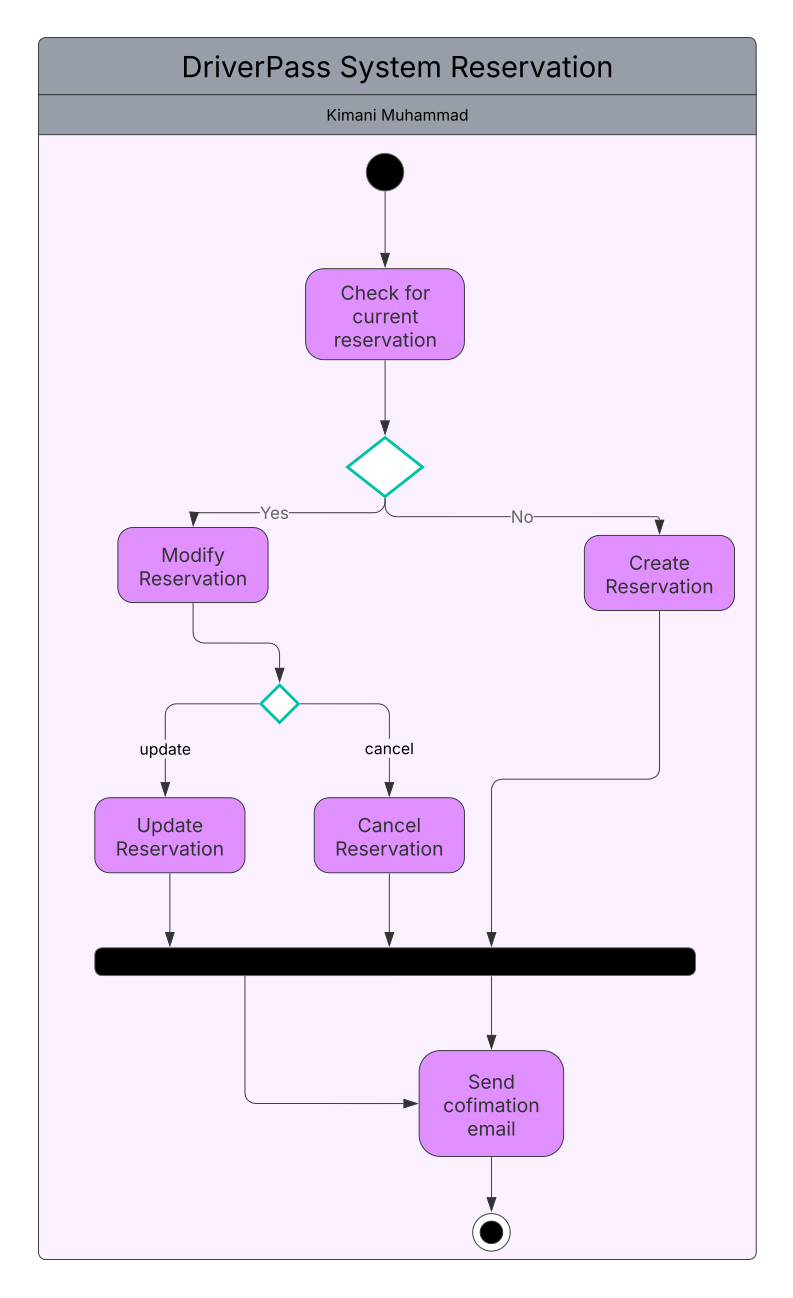 DriverPass System Reservation
Kimani Muhammad
Check for
current
reservation
Yes
No
Modify
Reservation
Create
Reservation
update
cancel
Update
Reservation
Cancel
Reservation
Send
cofimation
email